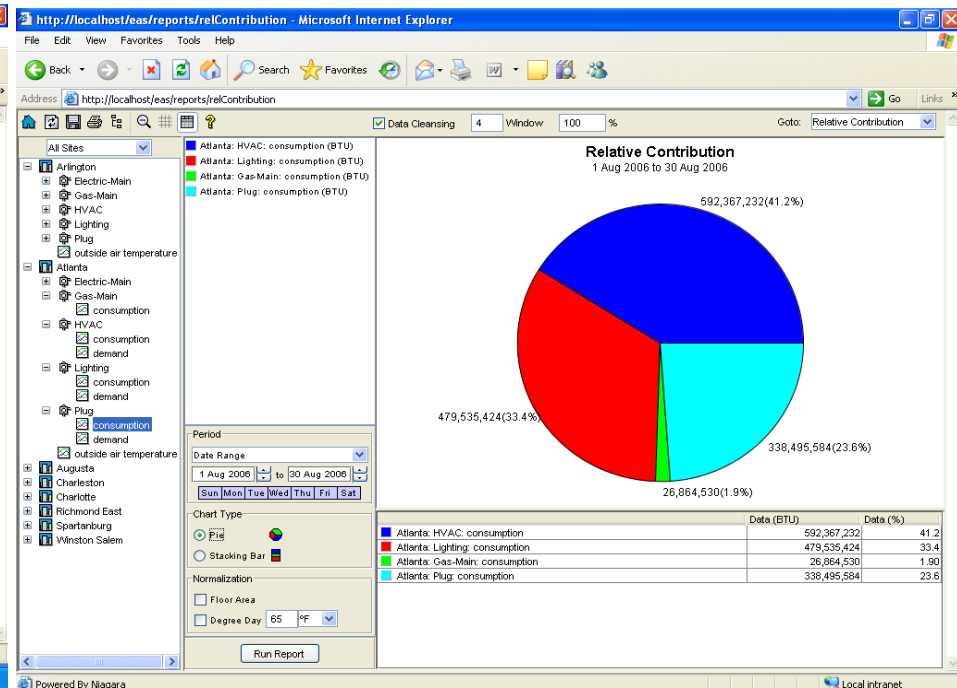 http://localhost/eas/reports/relContribution - Microsoft Internet Explorer
File Edit View Favorites Tools Help
Back Search Favorites
Address http://localhost/eas/reports/relContribution Go Links »
Data Cleansing 4 Window 100 % Goto: Relative Contribution
All Sites
Arlington
Electric-Main
Gas-Main
HVAC
Lighting
Plug
outside air temperature
Atlanta
Electric-Main
Gas-Main
consumption
HVAC
consumption
demand
Lighting
consumption
demand
Plug
consumption
demand
outside air temperature
Augusta
Charleston
Charlotte
Richmond East
Spartanburg
Winston Salem
Atlanta: HVAC: consumption (BTU)
Atlanta: Lighting: consumption (BTU)
Atlanta: Gas-Main: consumption (BTU)
Atlanta: Plug: consumption (BTU)
Period
Date Range
1 Aug 2006 to 30 Aug 2006
Sun Mon Tue Wed Thu Fri Sat
Chart Type
Pie
Stacking Bar
Normalization
Floor Area
Degree Day 65 °F
Run Report
Relative Contribution
1 Aug 2006 to 30 Aug 2006
592,367,232(41.2%)
479,535,424(33.4%)
338,495,584(23.6%)
26,864,530(1.9%)
Data (BTU) Data (%)
Atlanta: HVAC: consumption 592,367,232 41.2
Atlanta: Lighting: consumption 479,535,424 33.4
Atlanta: Gas-Main: consumption 26,864,530 1.90
Atlanta: Plug: consumption 338,495,584 23.6
Powered By Niagara Local intranet